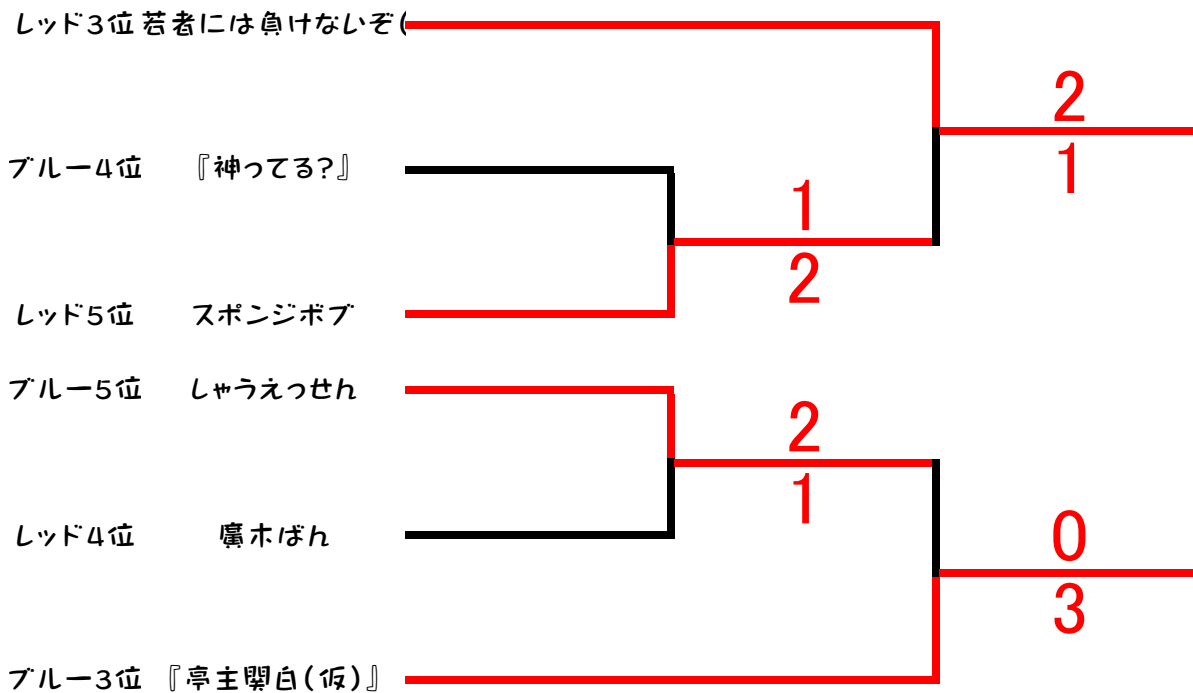 レッド3位 若者には負けないぞ(
2
1
ブルー4位 『神ってる?』
1
2
レッド5位 スポンジボブ
ブルー5位 しゃうえっせん
2
1
レッド4位 廣木ばん
0
3
ブルー3位 『亭主関白(仮)』